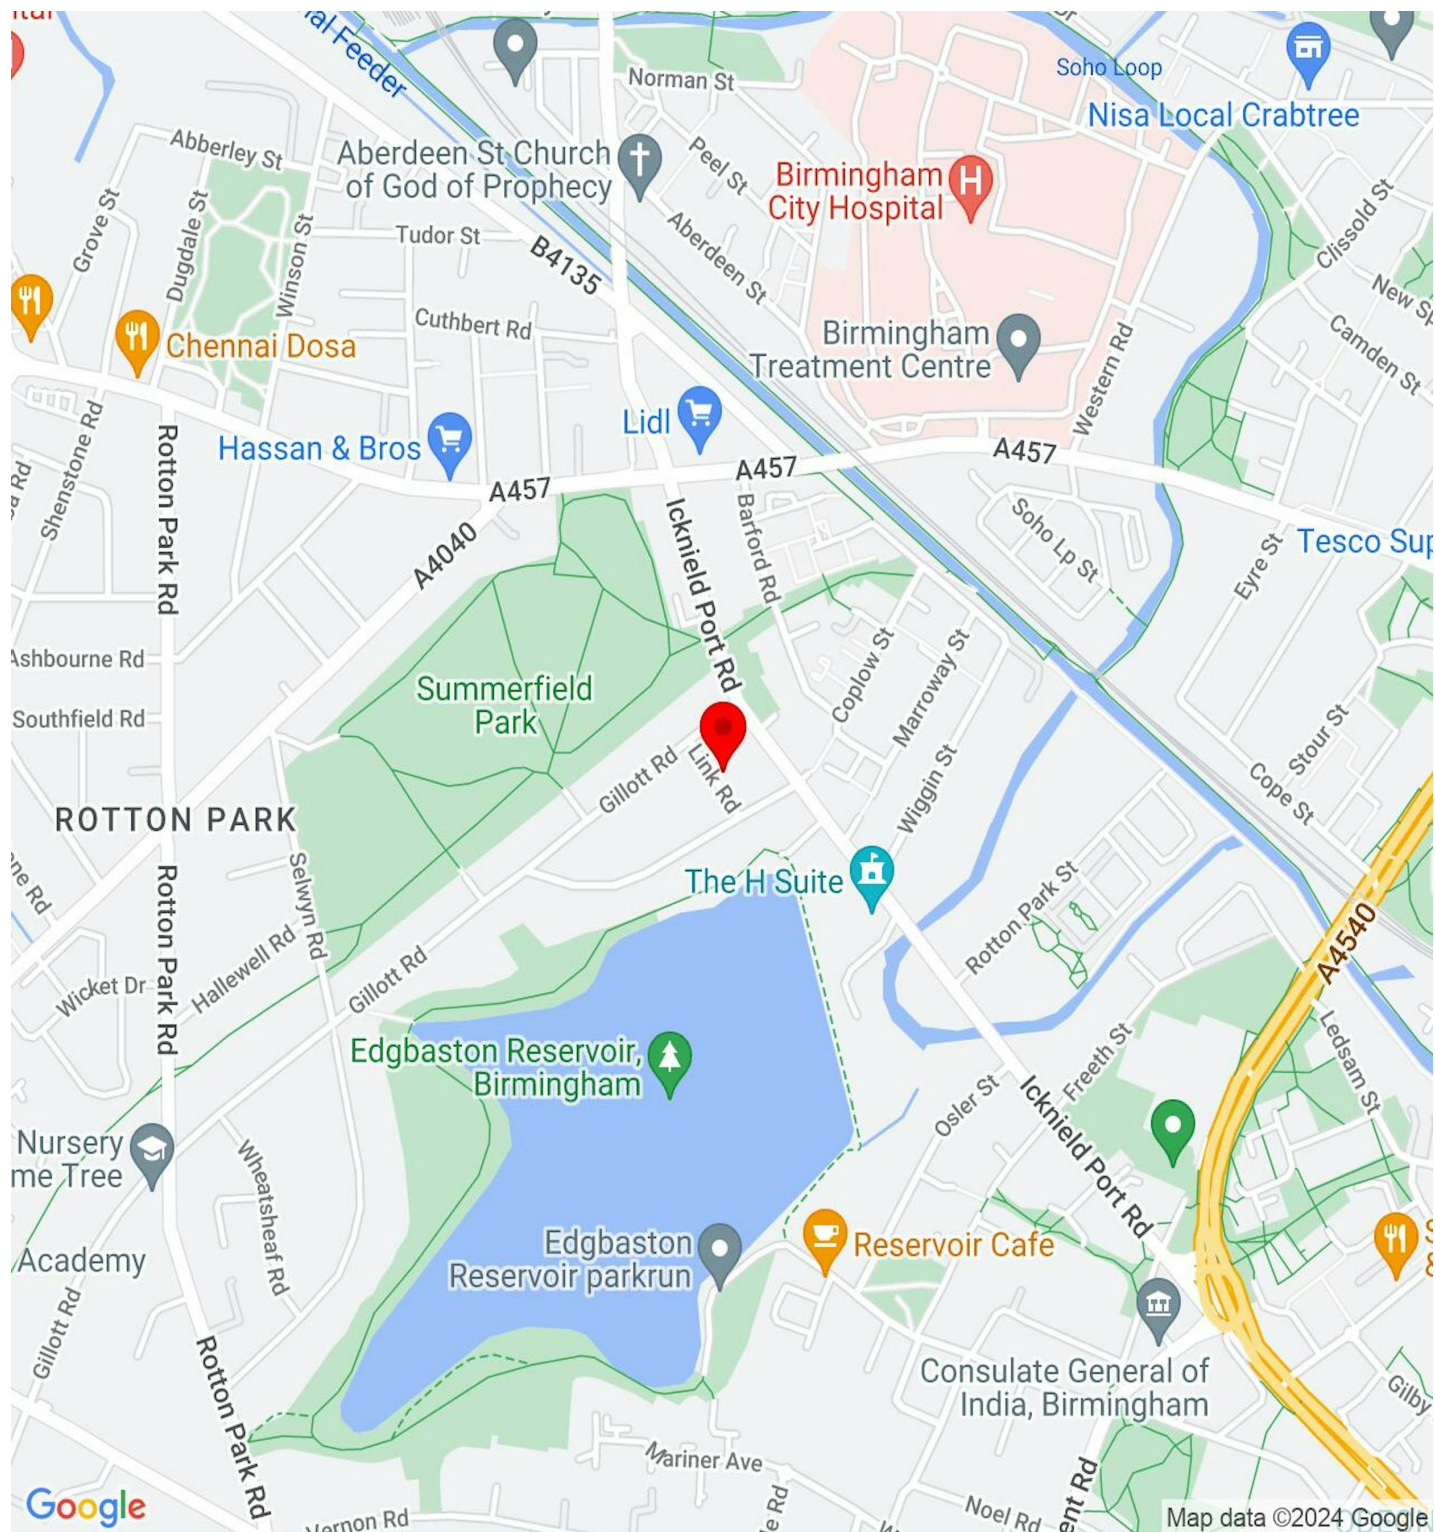 Norman St
Soho Loop
Nisa Local Crabtree
Abberley St
Aberdeen St Church
of God of Prophecy
Peel St
Birmingham
City Hospital
Grove St
Dugdale St
Winson St
Tudor St
B4135
Aberdeen St
Clissold St
Cuthbert Rd
Chennai Dosa
Birmingham
Treatment Centre
Western Rd
Camden St
Shenstone Rd
Rotton Park Rd
Hassan & Bros
Lidl
A457
A457
A457
A4040
Icknield Port Rd
Barford Rd
Soho Lp St
Eyre St
Tesco Sup
Ashbourne Rd
Southfield Rd
Summerfield
Park
Coplow St
Marroway St
Wiggin St
Stour St
Cope St
Gillott Rd
Link Rd
ROTTON PARK
Selwyn Rd
The H Suite
Rotton Park St
A4540
Rotton Park Rd
Wicket Dr
Hallewell Rd
Gillott Rd
Edgbaston Reservoir,
Birmingham
Osler St
Freeth St
Ledsam St
Icknield Port Rd
Nursery
me Tree
Wheatsheaf Rd
Academy
Edgbaston
Reservoir parkrun
Reservoir Cafe
Gillott Rd
Rotton Park Rd
Consulate General of
India, Birmingham
Gilby
Mariner Ave
Noel Rd
ent Rd
Vernon Rd
Google
Map data ©2024 Google